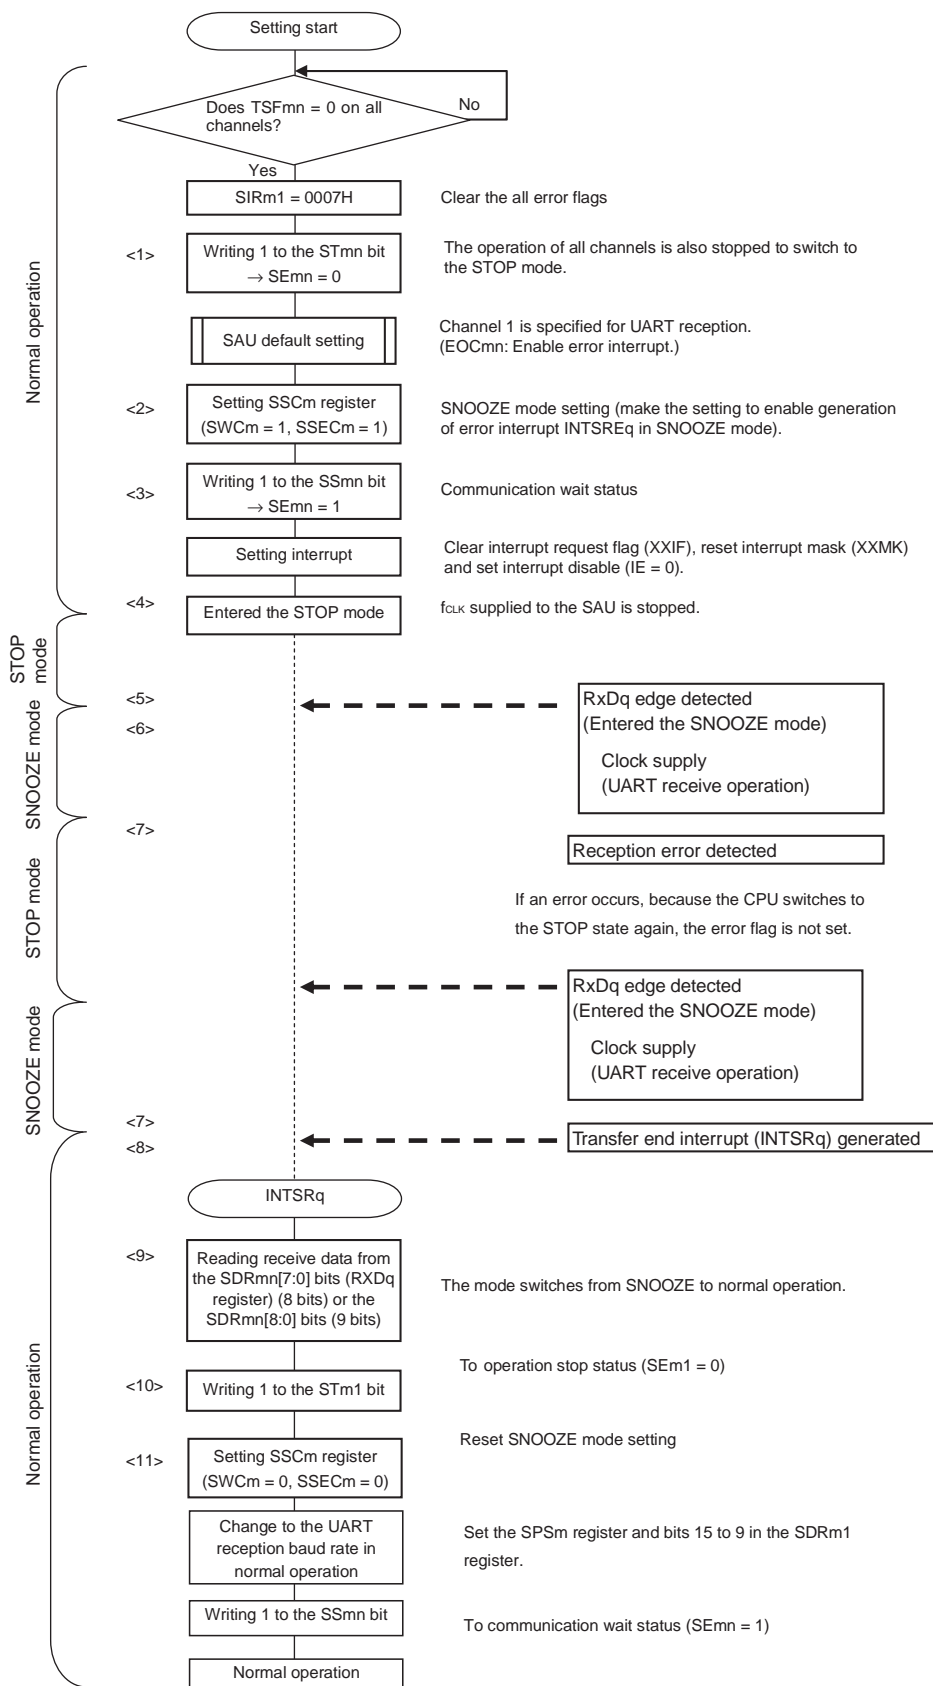 Setting start
Does TSFmn = 0 on all
channels?
No
Yes
SIRm1 = 0007H
Clear the all error flags
<1>
Writing 1 to the STmn bit
→ SEmn = 0
The operation of all channels is also stopped to switch to
the STOP mode.
SAU default setting
Channel 1 is specified for UART reception.
(EOCmn: Enable error interrupt.)
Normal operation
<2>
Setting SSCm register
(SWCm = 1, SSECm = 1)
SNOOZE mode setting (make the setting to enable generation
of error interrupt INTSREq in SNOOZE mode).
<3>
Writing 1 to the SSmn bit
→ SEmn = 1
Communication wait status
Setting interrupt
Clear interrupt request flag (XXIF), reset interrupt mask (XXMK)
and set interrupt disable (IE = 0).
<4>
Entered the STOP mode
fCLK supplied to the SAU is stopped.
STOP
mode
<5>
RxDq edge detected
(Entered the SNOOZE mode)
<6>
Clock supply
(UART receive operation)
SNOOZE mode
<7>
Reception error detected
STOP mode
If an error occurs, because the CPU switches to
the STOP state again, the error flag is not set.
RxDq edge detected
(Entered the SNOOZE mode)
Clock supply
(UART receive operation)
SNOOZE mode
<7>
<8>
Transfer end interrupt (INTSRq) generated
INTSRq
<9>
Reading receive data from
the SDRmn[7:0] bits (RXDq
register) (8 bits) or the
SDRmn[8:0] bits (9 bits)
The mode switches from SNOOZE to normal operation.
<10>
Writing 1 to the STm1 bit
To operation stop status (SEm1 = 0)
Normal operation
<11>
Setting SSCm register
(SWCm = 0, SSECm = 0)
Reset SNOOZE mode setting
Change to the UART
reception baud rate in
normal operation
Set the SPSm register and bits 15 to 9 in the SDRm1
register.
Writing 1 to the SSmn bit
To communication wait status (SEmn = 1)
Normal operation